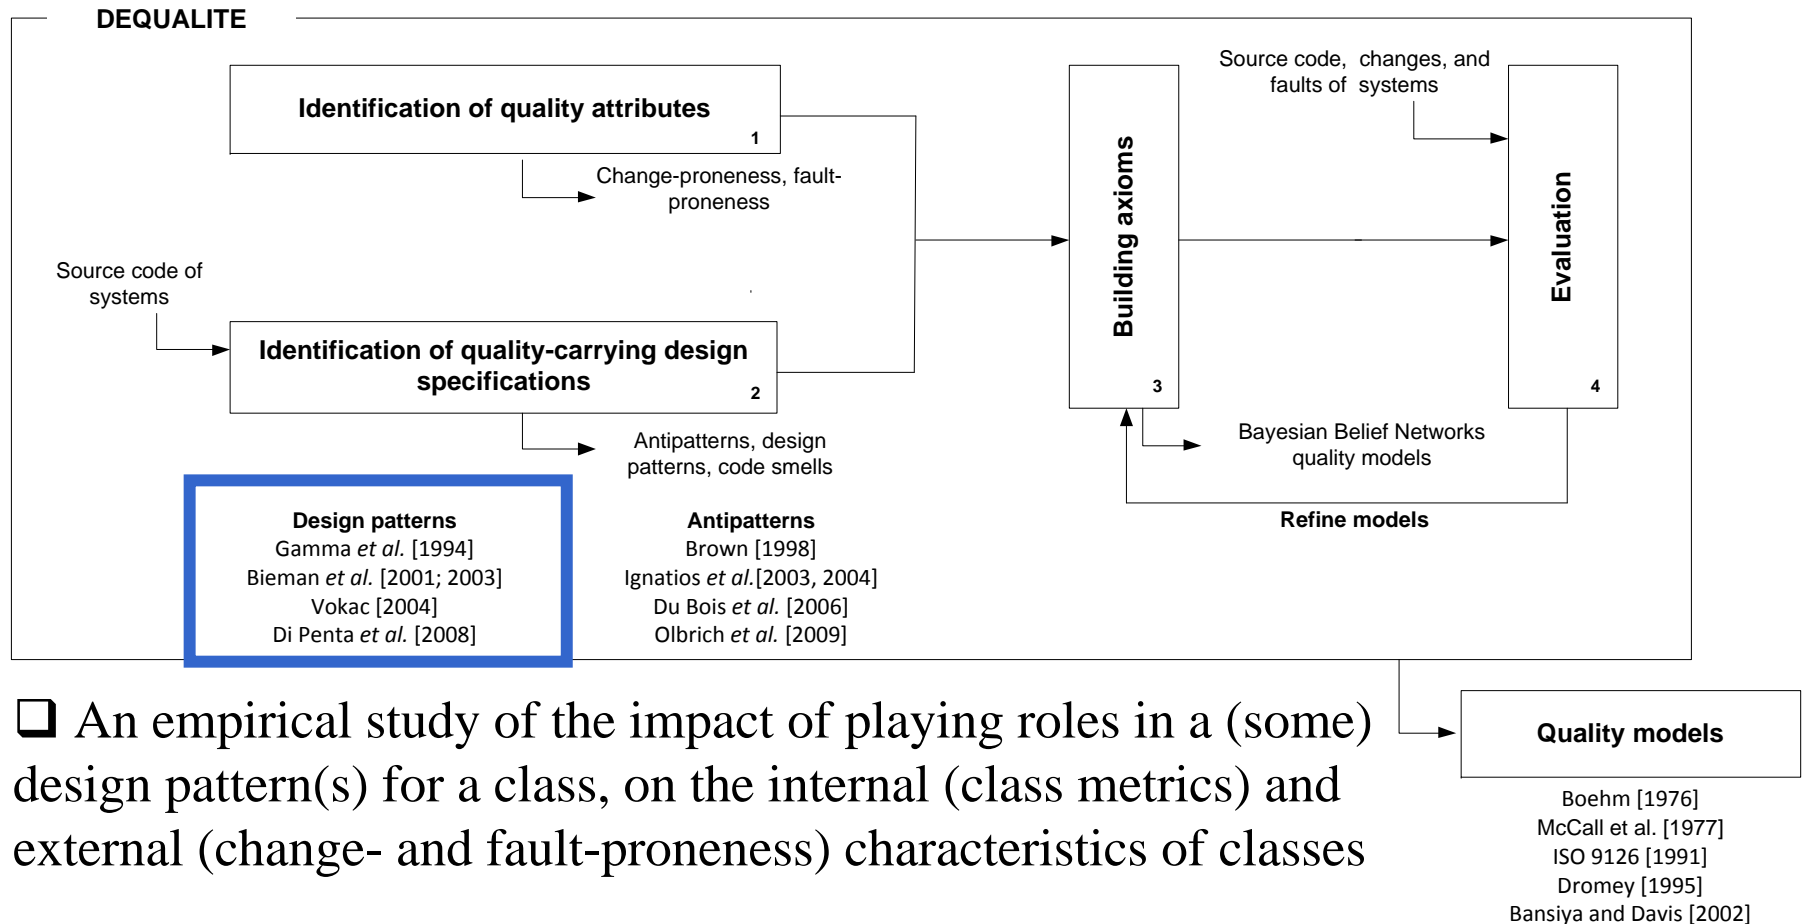 DEQUALITE
Identification of quality attributes
1
Change-proneness, fault-
proneness
Source code of
systems
Identification of quality-carrying design
specifications
2
Antipatterns, design
patterns, code smells
Design patterns
Gamma et al. [1994]
Bieman et al. [2001; 2003]
Vokac [2004]
Di Penta et al. [2008]
Antipatterns
Brown [1998]
Ignatios et al.[2003, 2004]
Du Bois et al. [2006]
Olbrich et al. [2009]
Building axioms
3
Source code, changes, and
faults of systems
Evaluation
4
Bayesian Belief Networks
quality models
Refine models
❑ An empirical study of the impact of playing roles in a (some)
design pattern(s) for a class, on the internal (class metrics) and
external (change- and fault-proneness) characteristics of classes
Quality models
Boehm [1976]
McCall et al. [1977]
ISO 9126 [1991]
Dromey [1995]
Bansiya and Davis [2002]